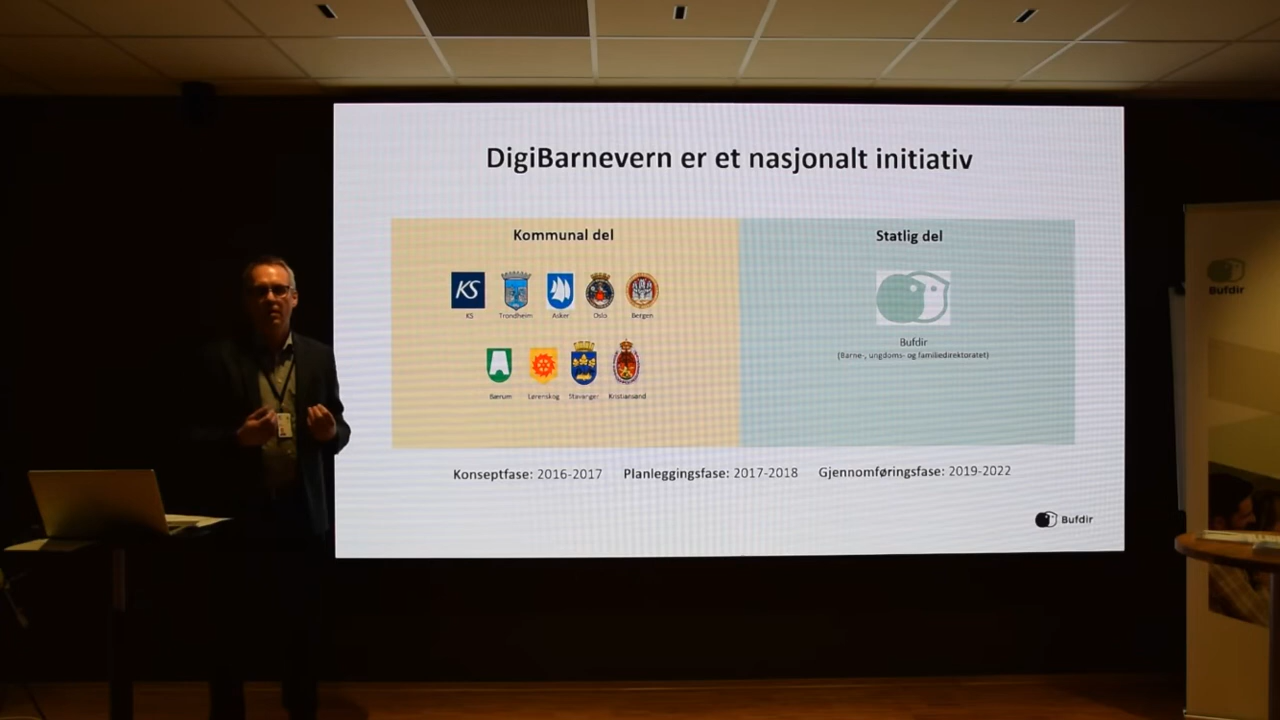 DigiBarnevern er et nasjonalt initiativ
Kommunal del
KS
KS
Trondheim
Asker
Oslo
Bergen
Bærum
Lørenskog
Stavanger
Kristiansand
Statlig del
Bufdir
(Barne-, ungdoms- og familiedirektoratet)
Konseptfase: 2016-2017 Planleggingsfase: 2017-2018 Gjennomføringsfase: 2019-2022
Bufdir
Bufdir